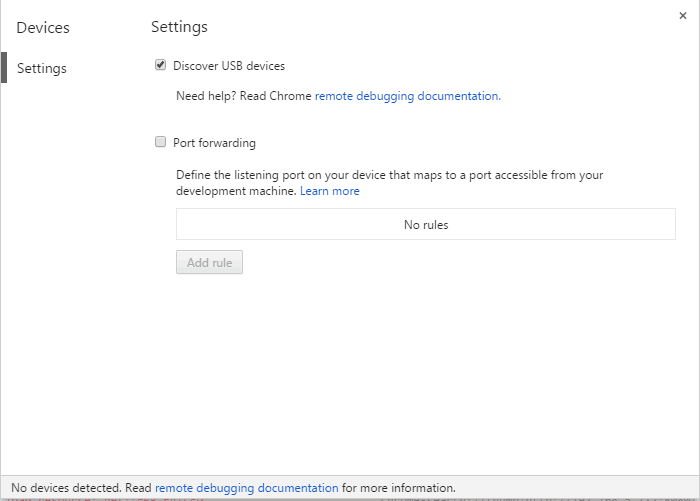 Devices
Settings
×
Settings
Discover USB devices
Need help? Read Chrome remote debugging documentation.
Port forwarding
Define the listening port on your device that maps to a port accessible from your
development machine. Learn more
No rules
Add rule
No devices detected. Read remote debugging documentation for more information.